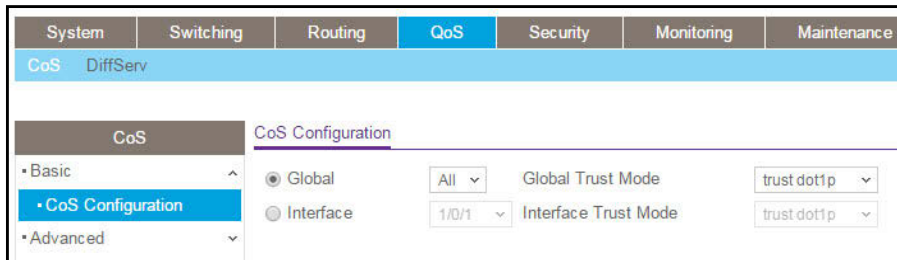 System Switching Routing QoS Security Monitoring Maintenance
CoS DiffServ
CoS
CoS Configuration
Basic
CoS Configuration
Advanced
Global All Global Trust Mode trust dot1p
Interface 1/0/1 Interface Trust Mode trust dot1p